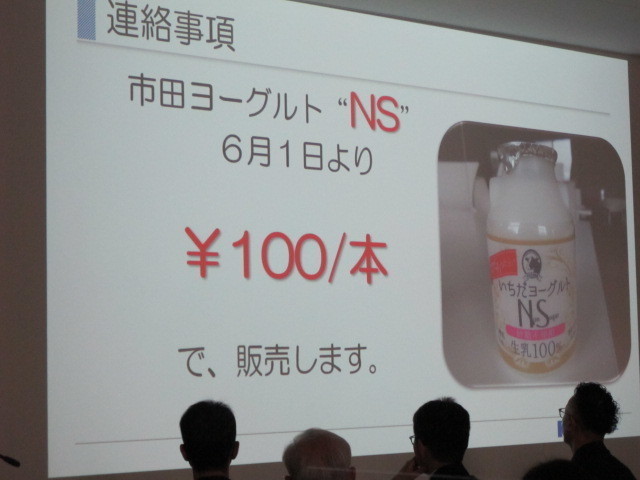 連絡事項
市田ヨーグルト “NS”
６月１日より
￥100/本
で、販売します。
いちだヨーグルト
NS
生乳100%